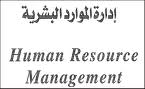 إدارة الموارد البشرية
Human Resource
Management